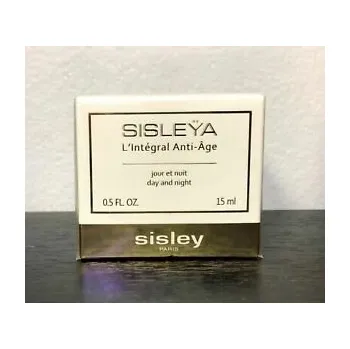 SISLEŸA
L'Intégral Anti-Âge
jour et nuit
day and night
0.5 FL. OZ. 15 ml
sisley
PARIS